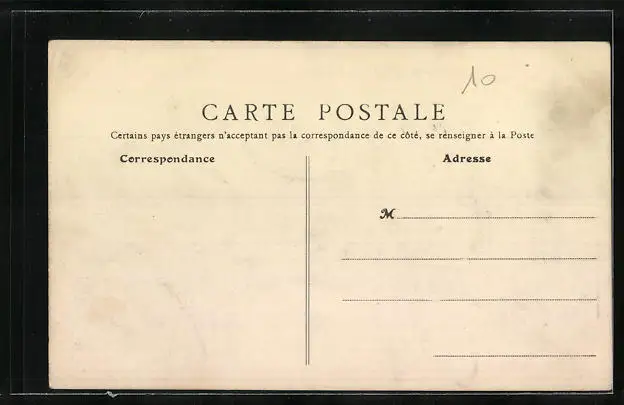 10
CARTE POSTALE
Certains pays étrangers n'acceptant pas la correspondance de ce côté, se renseigner à la Poste
Correspondance
Adresse
M